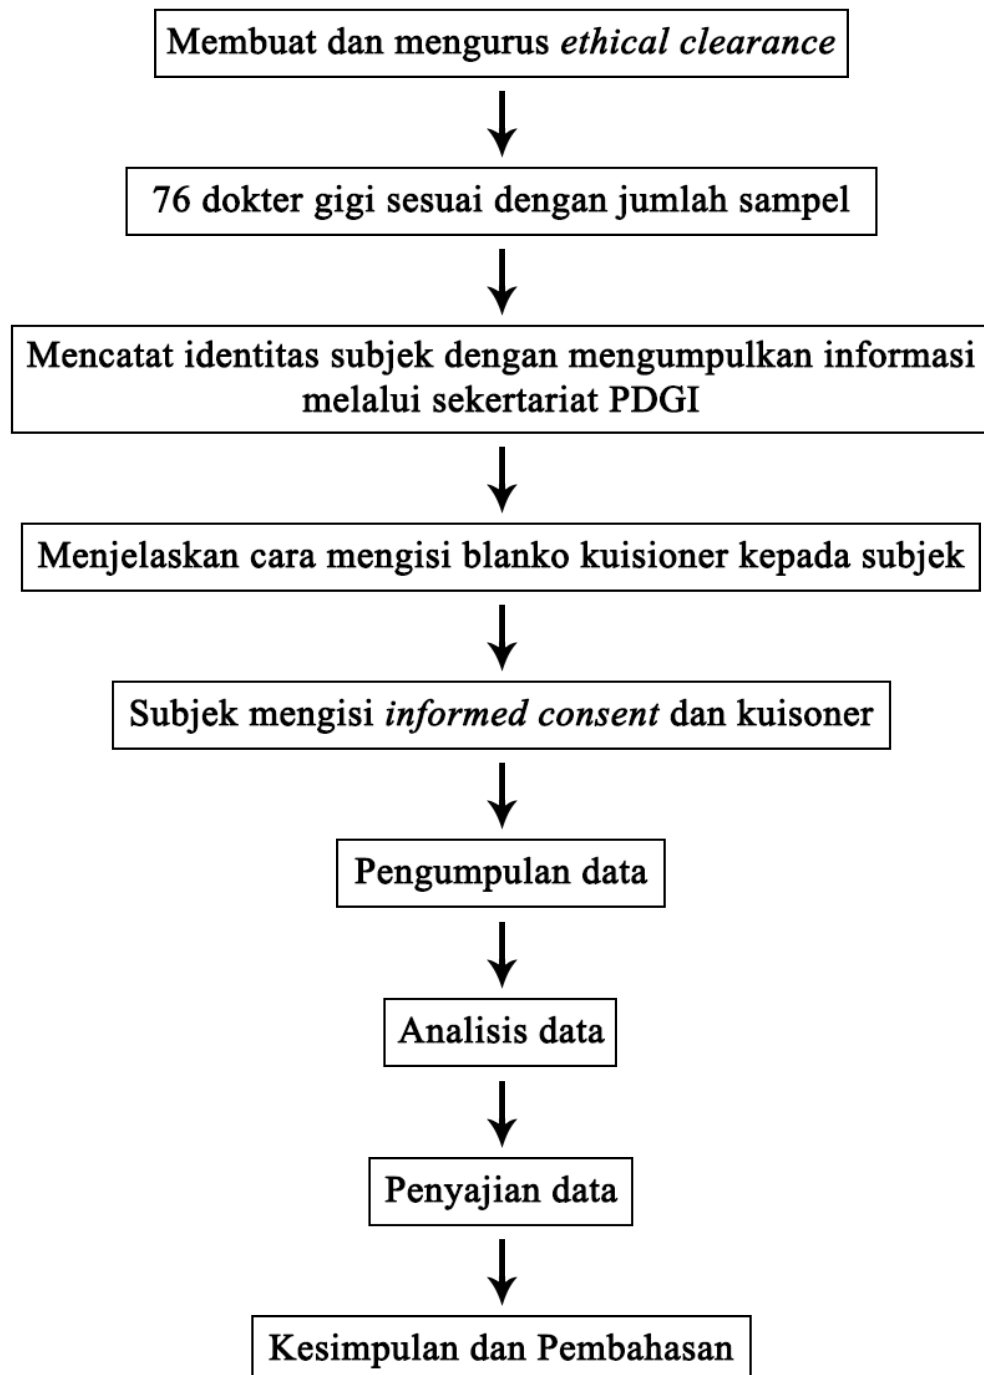 Membuat dan mengurus ethical clearance
76 dokter gigi sesuai dengan jumlah sampel
Mencatat identitas subjek dengan mengumpulkan informasi
melalui sekertariat PDGI
Menjelaskan cara mengisi blanko kuisioner kepada subjek
Subjek mengisi informed consent dan kuisoner
Pengumpulan data
Analisis data
Penyajian data
Kesimpulan dan Pembahasan